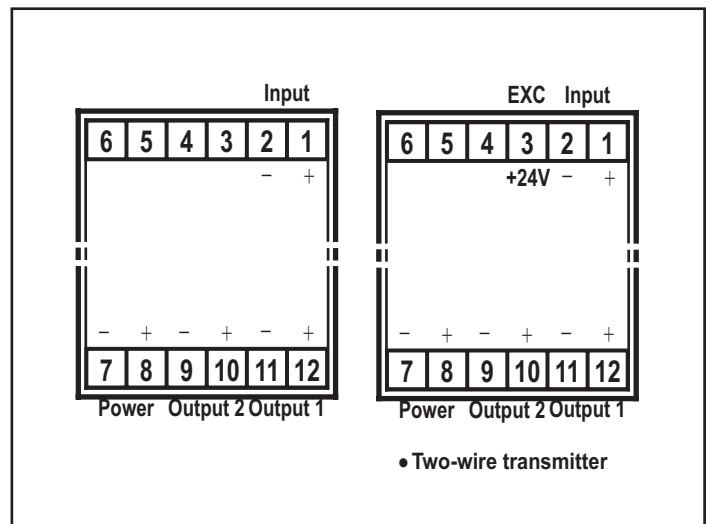 Input
6 5 4 3 2 1
− +
− + − + − +
7 8 9 10 11 12
Power Output 2 Output 1
EXC Input
6 5 4 3 2 1
+24V − +
− + − + − +
7 8 9 10 11 12
Power Output 2 Output 1
• Two-wire transmitter